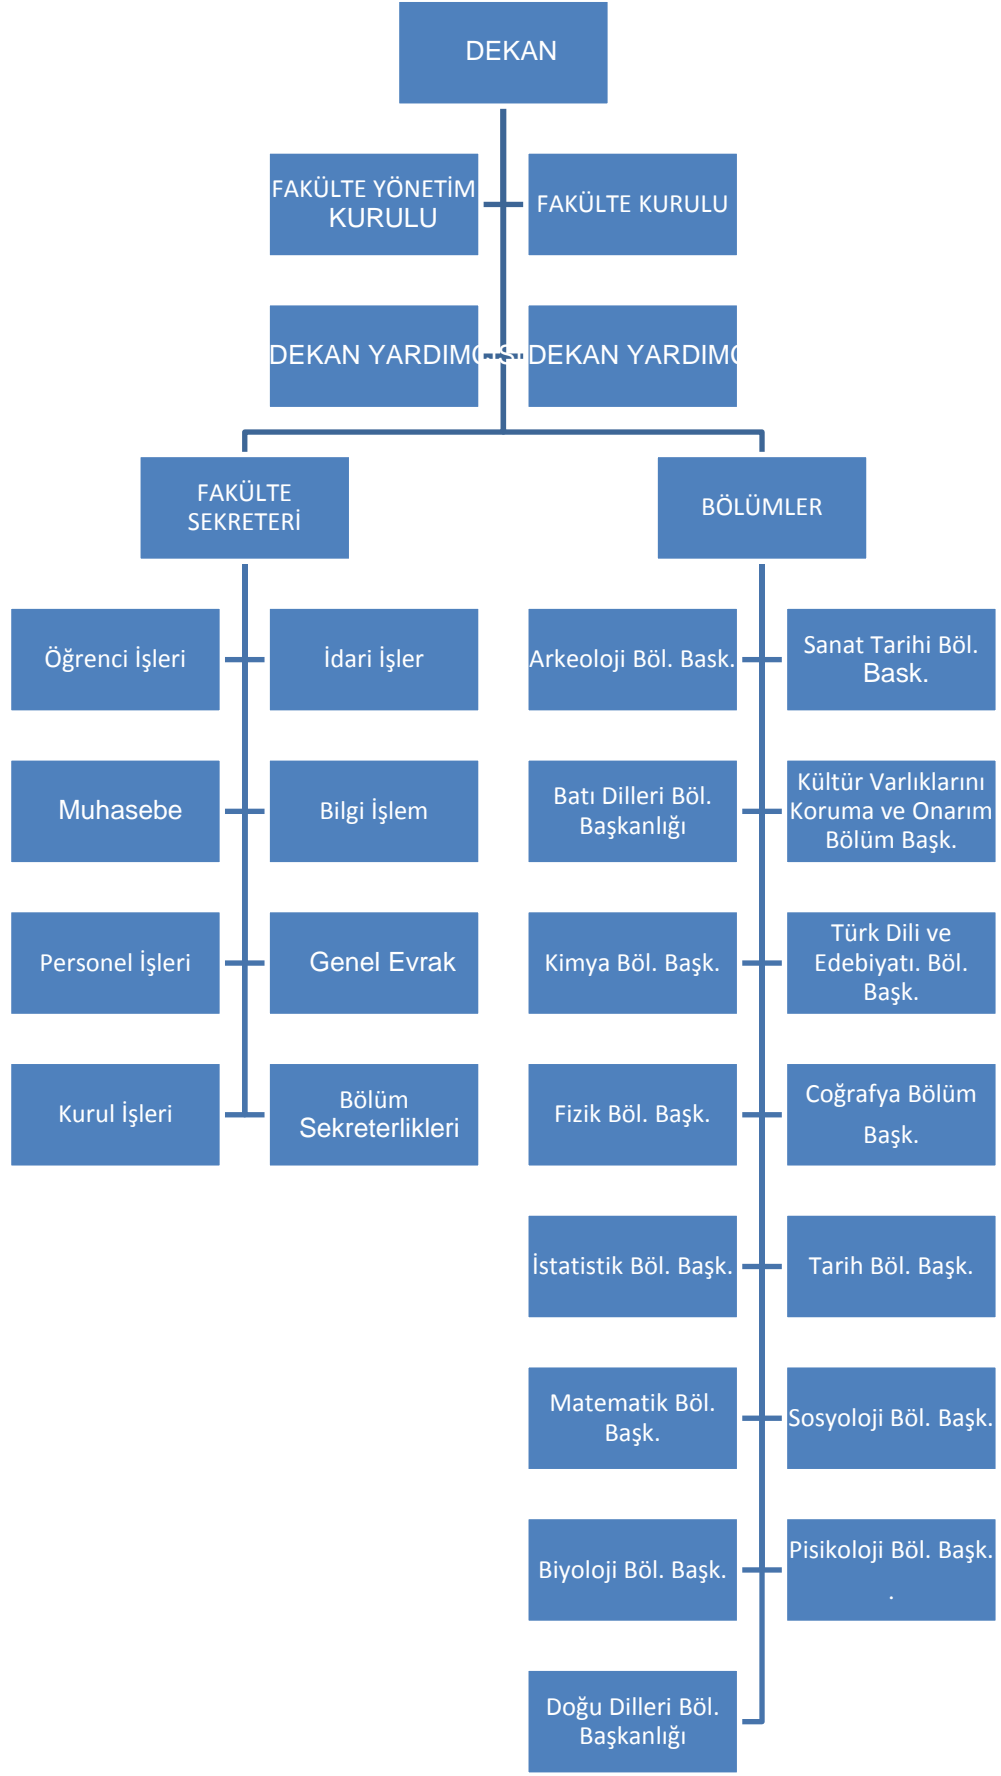 DEKAN
FAKÜLTE YÖNETİM
KURULU
FAKÜLTE KURULU
DEKAN YARDIMCISI
DEKAN YARDIMC
FAKÜLTE
SEKRETERİ
BÖLÜMLER
Öğrenci İşleri
İdari İşler
Arkeoloji Böl. Bask.
Sanat Tarihi Böl.
Bask.
Muhasebe
Bilgi İşlem
Batı Dilleri Böl.
Başkanlığı
Kültür Varlıklarını
Koruma ve Onarım
Bölüm Başk.
Personel İşleri
Genel Evrak
Kimya Böl. Başk.
Türk Dili ve
Edebiyatı. Böl.
Başk.
Kurul İşleri
Bölüm
Sekreterlikleri
Fizik Böl. Başk.
Coğrafya Bölüm
Başk.
İstatistik Böl. Başk.
Tarih Böl. Başk.
Matematik Böl.
Başk.
Sosyoloji Böl. Başk.
Biyoloji Böl. Başk.
Pisikoloji Böl. Başk.
.
Doğu Dilleri Böl.
Başkanlığı